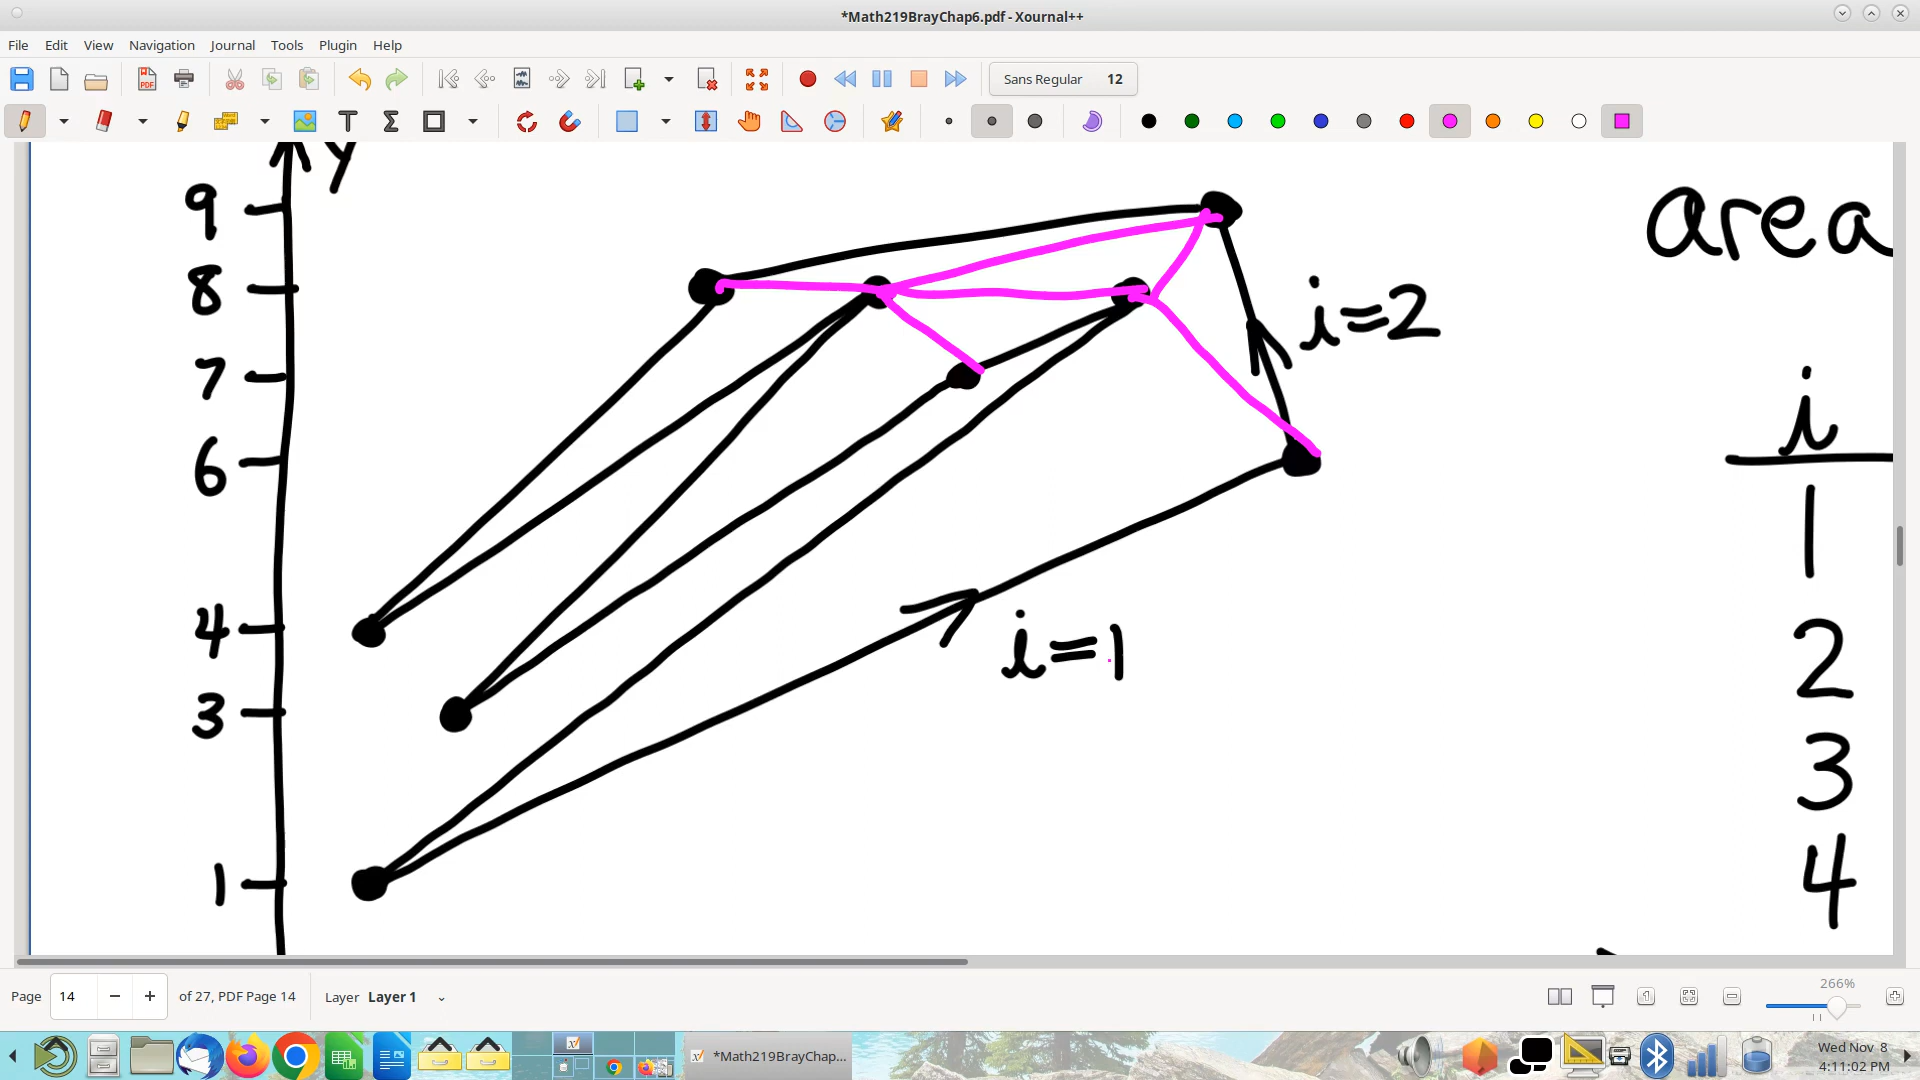 *Math219BrayChap6.pdf - Xournal++
File Edit View Navigation Journal Tools Plugin Help
Sans Regular 12
y
9
8
7
6
4
3
1
i=2
i=1
area
i
1
2
3
4
Page 14 of 27, PDF Page 14 Layer Layer 1
266%
*Math219BrayChap...
Wed Nov 8
4:11:02 PM